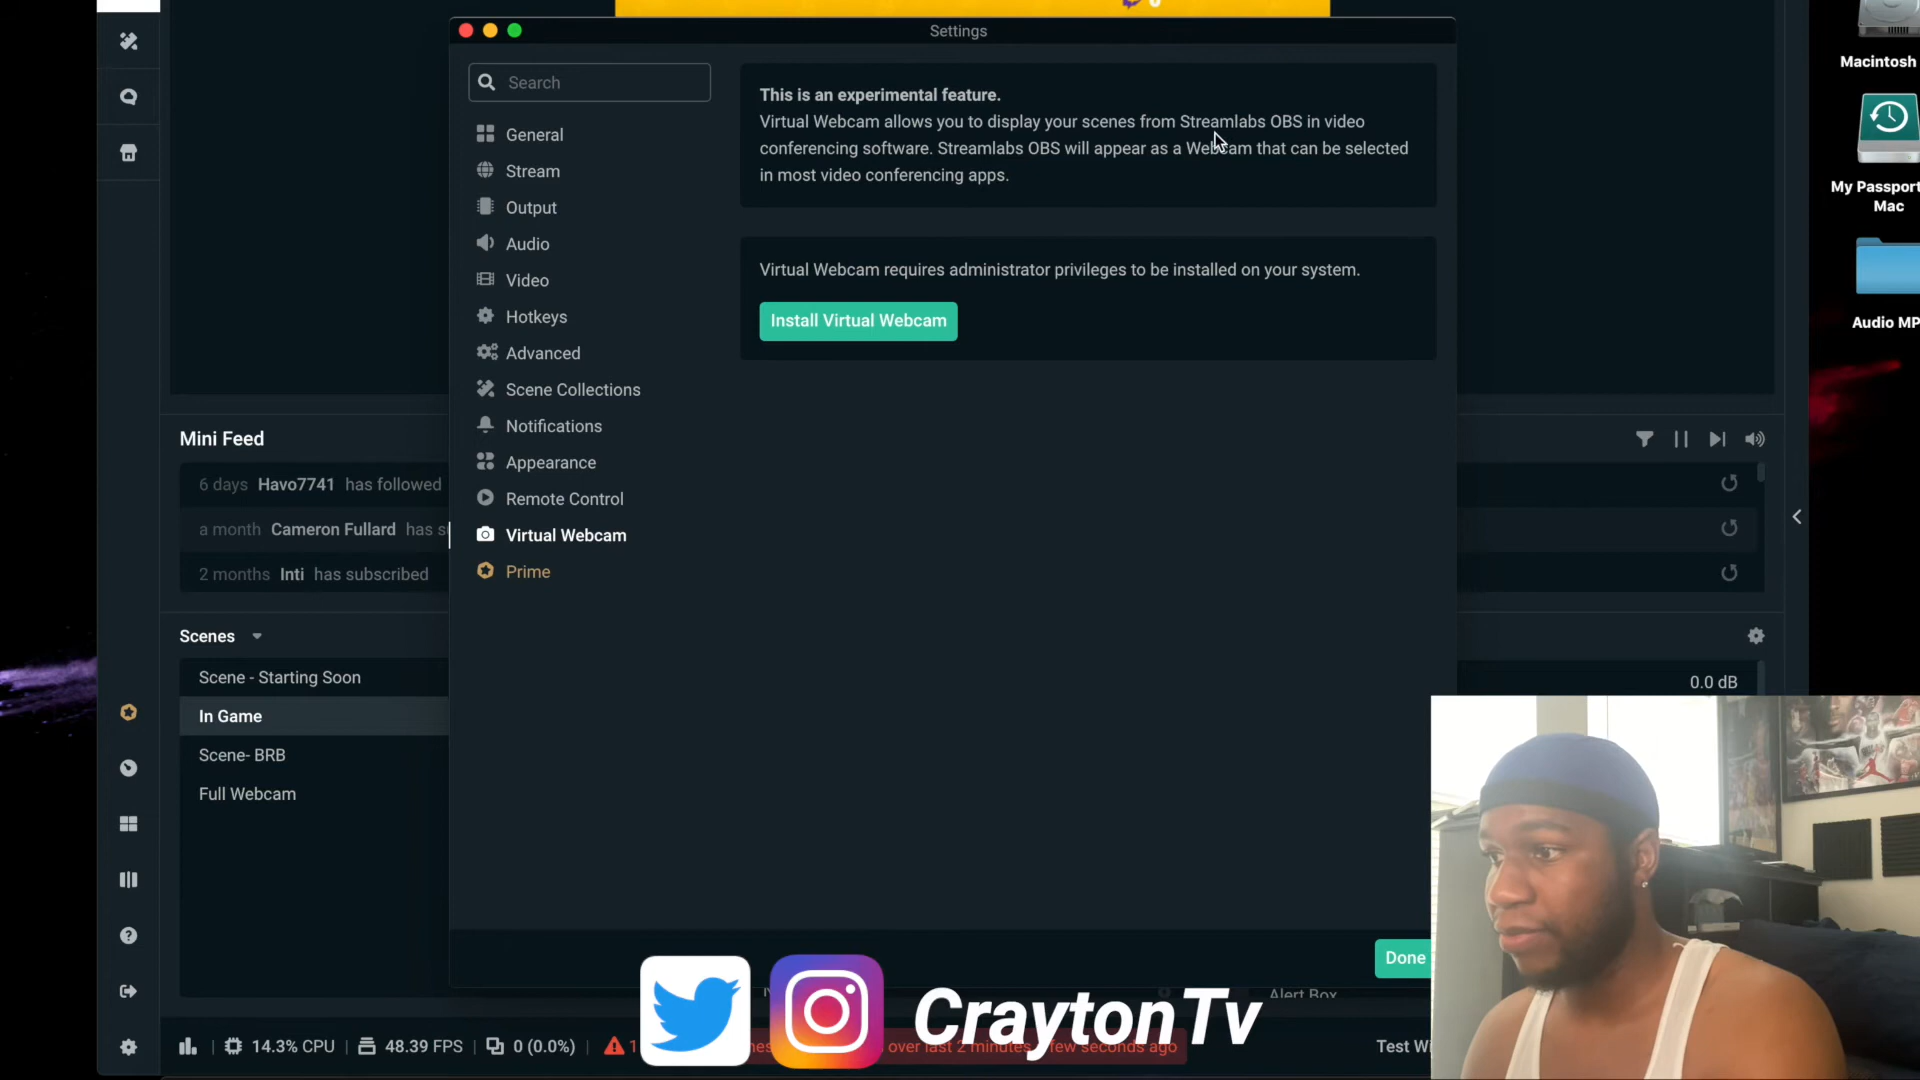 Settings
Search
General
Stream
Output
Audio
Video
Hotkeys
Advanced
Scene Collections
Notifications
Appearance
Remote Control
Virtual Webcam
Prime
This is an experimental feature.
Virtual Webcam allows you to display your scenes from Streamlabs OBS in video
conferencing software. Streamlabs OBS will appear as a Webcam that can be selected
in most video conferencing apps.
Virtual Webcam requires administrator privileges to be installed on your system.
Install Virtual Webcam
Done
Macintosh
My Passport
Mac
Audio MP
Mini Feed
6 days Havo7741 has followed
a month Cameron Fullard has
2 months Inti has subscribed
Scenes
Scene - Starting Soon
In Game
Scene- BRB
Full Webcam
0.0 dB
Alert Box
14.3% CPU
48.39 FPS
0 (0.0%)
over last 2 minutes
few seconds ago
Test
CraytonTv